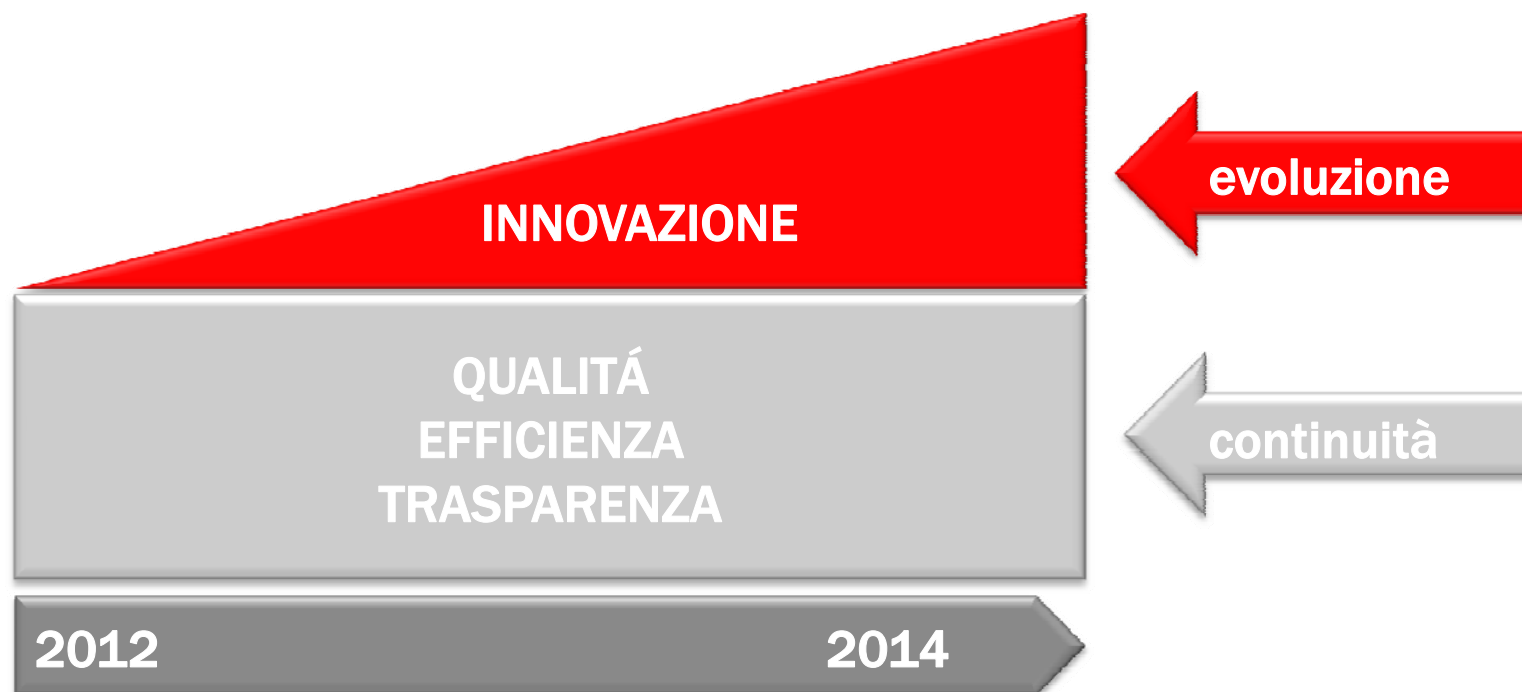 INNOVAZIONE
evoluzione
QUALITÁ
EFFICIENZA
TRASPARENZA
continuità
2012
2014